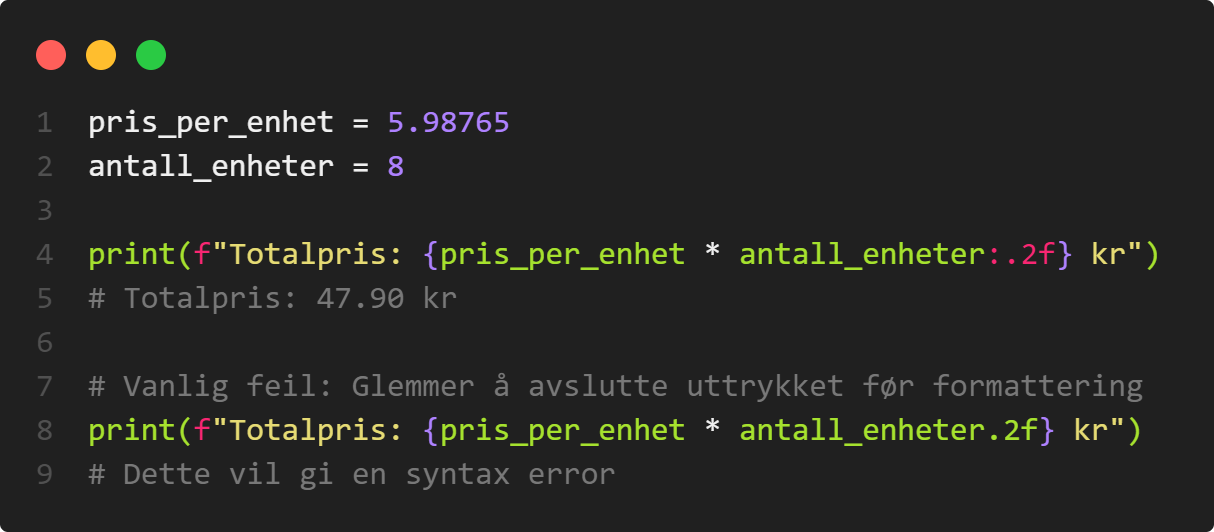 1 pris_per_enhet = 5.98765
2 antall_enheter = 8
3
4 print(f"Totalpris: {pris_per_enhet * antall_enheter:.2f} kr")
5 # Totalpris: 47.90 kr
6
7 # Vanlig feil: Glemmer å avslutte uttrykket før formattering
8 print(f"Totalpris: {pris_per_enhet * antall_enheter.2f} kr")
9 # Dette vil gi en syntax error